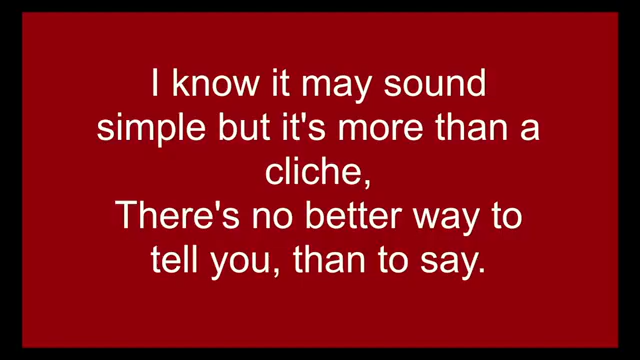 I know it may sound
simple but it's more than a
cliche,
There's no better way to
tell you, than to say.